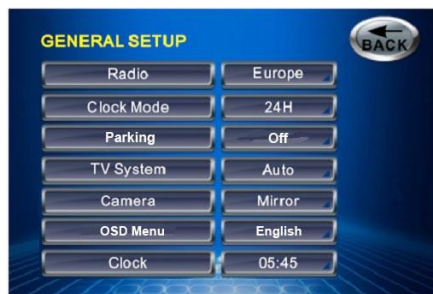 GENERAL SETUP
BACK
Radio Europe
Clock Mode 24H
Parking Off
TV System Auto
Camera Mirror
OSD Menu English
Clock 05:45